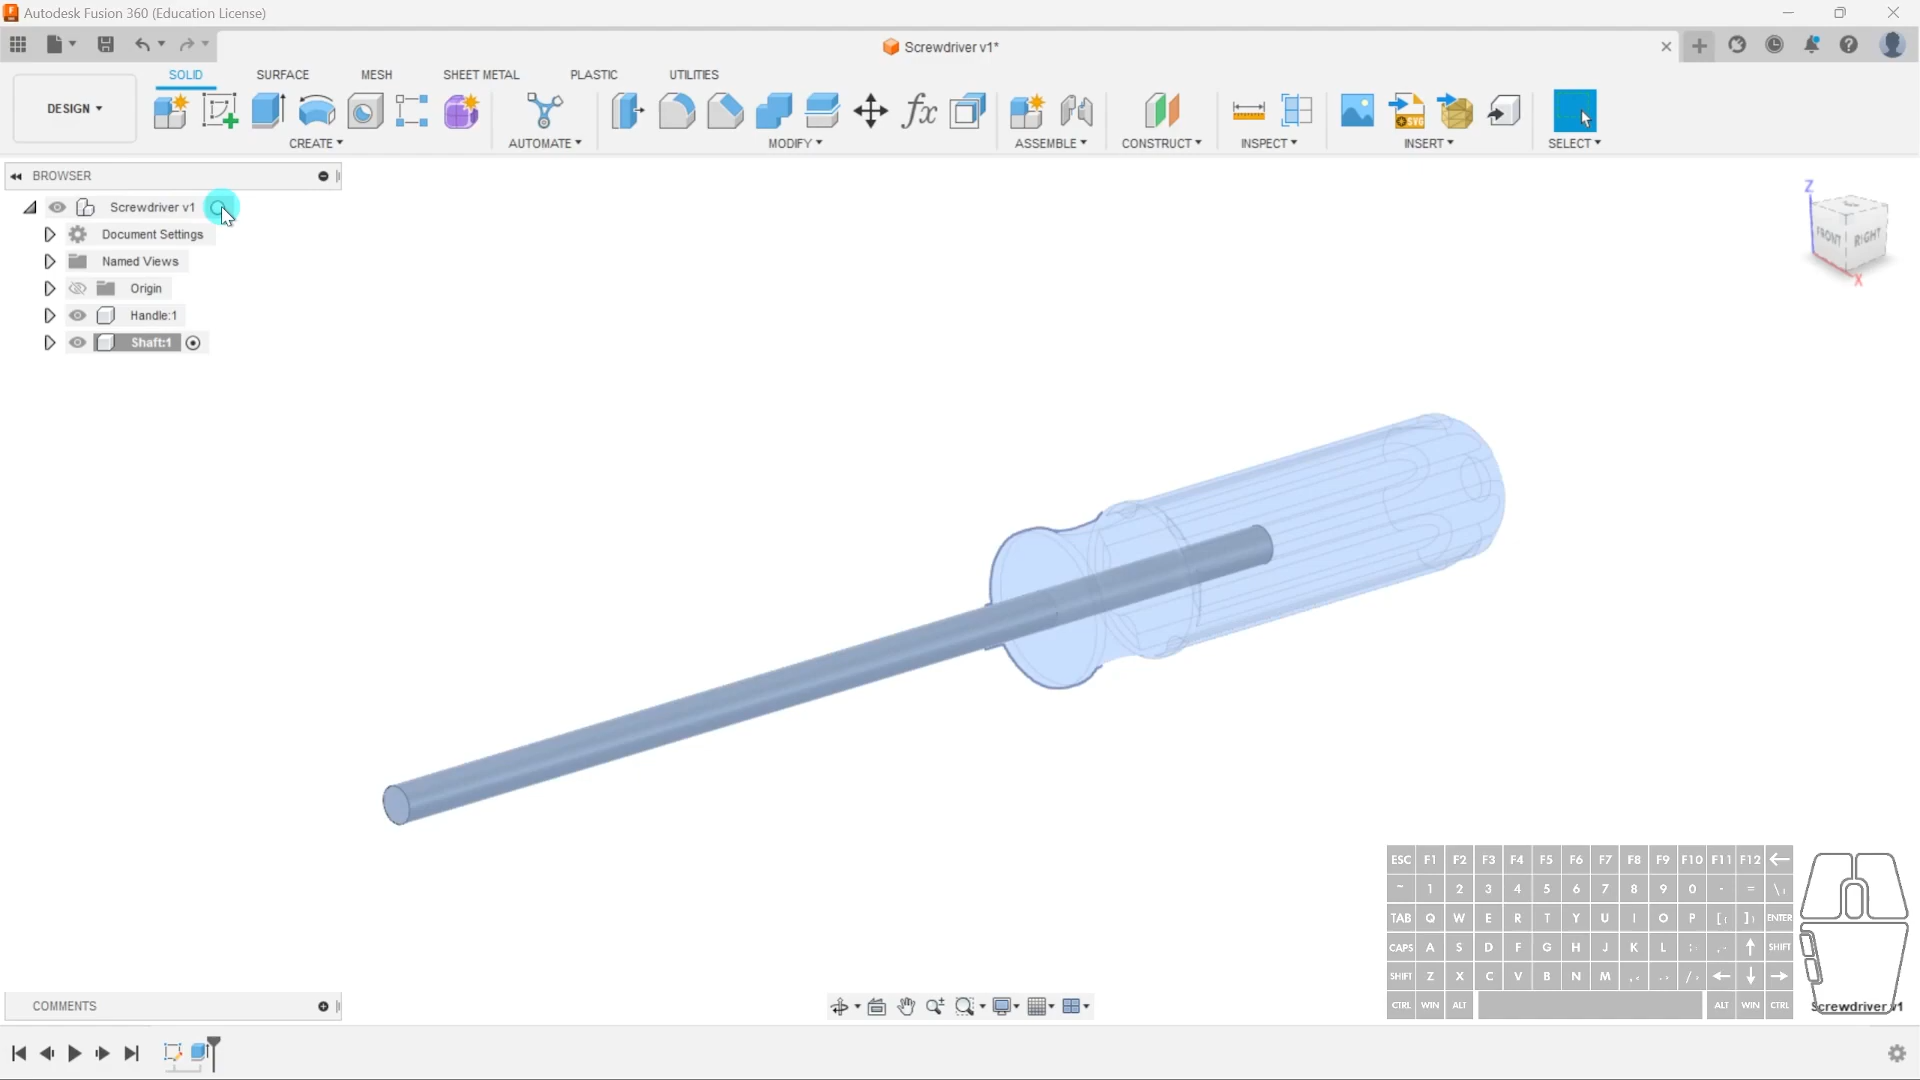 Autodesk Fusion 360 (Education License)
Screwdriver v1*
SOLID SURFACE MESH SHEET METAL PLASTIC UTILITIES
DESIGN
CREATE AUTOMATE MODIFY ASSEMBLE CONSTRUCT INSPECT INSERT SELECT
BROWSER
Screwdriver v1
Document Settings
Named Views
Origin
Handle:1
Shaft:1
Z
FRONT RIGHT
X
ESC F1 F2 F3 F4 F5 F6 F7 F8 F9 F10 F11 F12
~ 1 2 3 4 5 6 7 8 9 0 - =
TAB Q W E R T Y U I O P [ ] ENTER
CAPS A S D F G H J K L SHIFT
SHIFT Z X C V B N M
CTRL WIN ALT ALT WIN CTRL
Screwdriver v1
COMMENTS